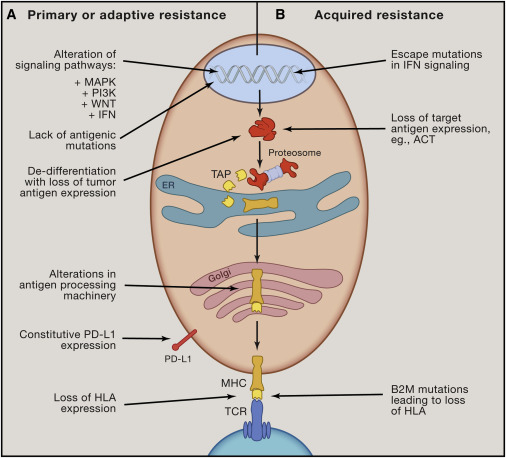 A Primary or adaptive resistance
B Acquired resistance
Alteration of
signaling pathways:
+ MAPK
+ PI3K
+ WNT
+ IFN
Lack of antigenic
mutations
De-differentiation
with loss of tumor
antigen expression
Alterations in
antigen processing
machinery
Constitutive PD-L1
expression
Loss of HLA
expression
Escape mutations
in IFN signaling
Loss of target
antigen expression,
eg., ACT
B2M mutations
leading to loss
of HLA
Proteosome
TAP
ER
Golgi
PD-L1
MHC
TCR